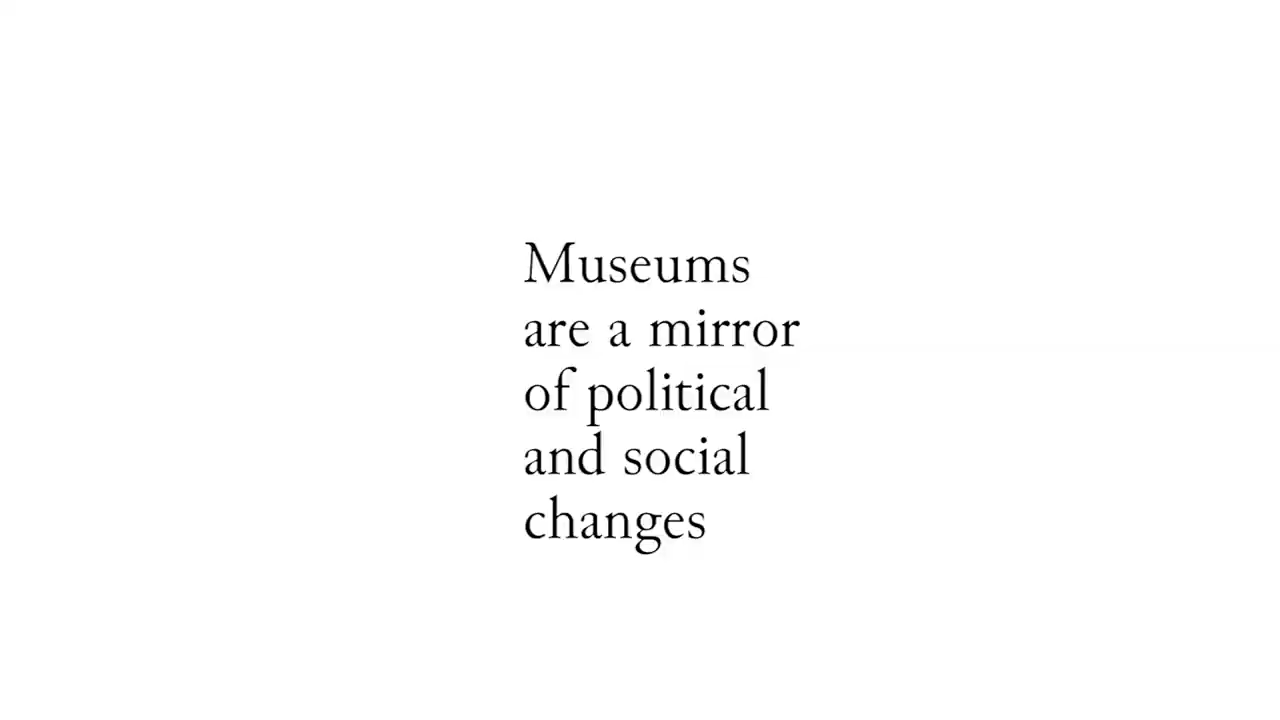 Museums
are a mirror
of political
and social
changes